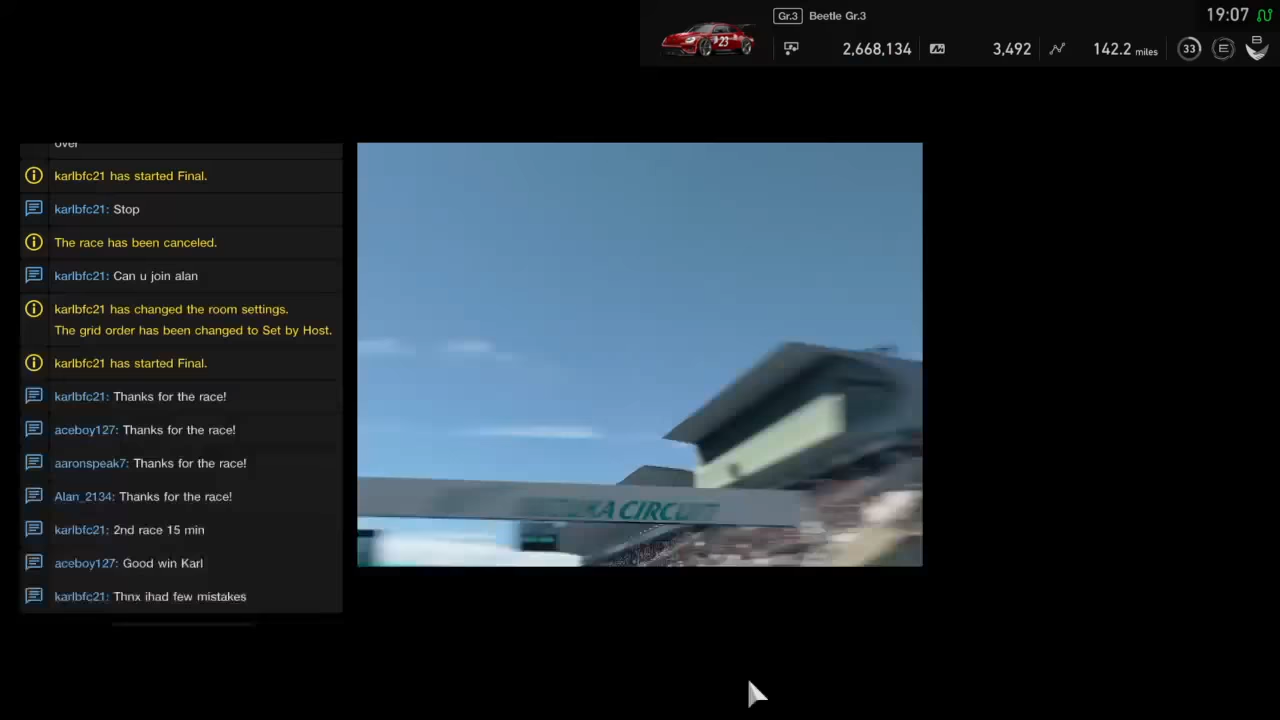 Gr.3 Beetle Gr.3
19:07
2,668,134
3,492
142.2 miles
33
E
B
over
karlbfc21 has started Final.
karlbfc21: Stop
The race has been canceled.
karlbfc21: Can u join alan
karlbfc21 has changed the room settings.
The grid order has been changed to Set by Host.
karlbfc21 has started Final.
karlbfc21: Thanks for the race!
aceboy127: Thanks for the race!
aaronspeak7: Thanks for the race!
Alan_2134: Thanks for the race!
karlbfc21: 2nd race 15 min
aceboy127: Good win Karl
karlbfc21: Thnx ihad few mistakes
23
CIRCUIT